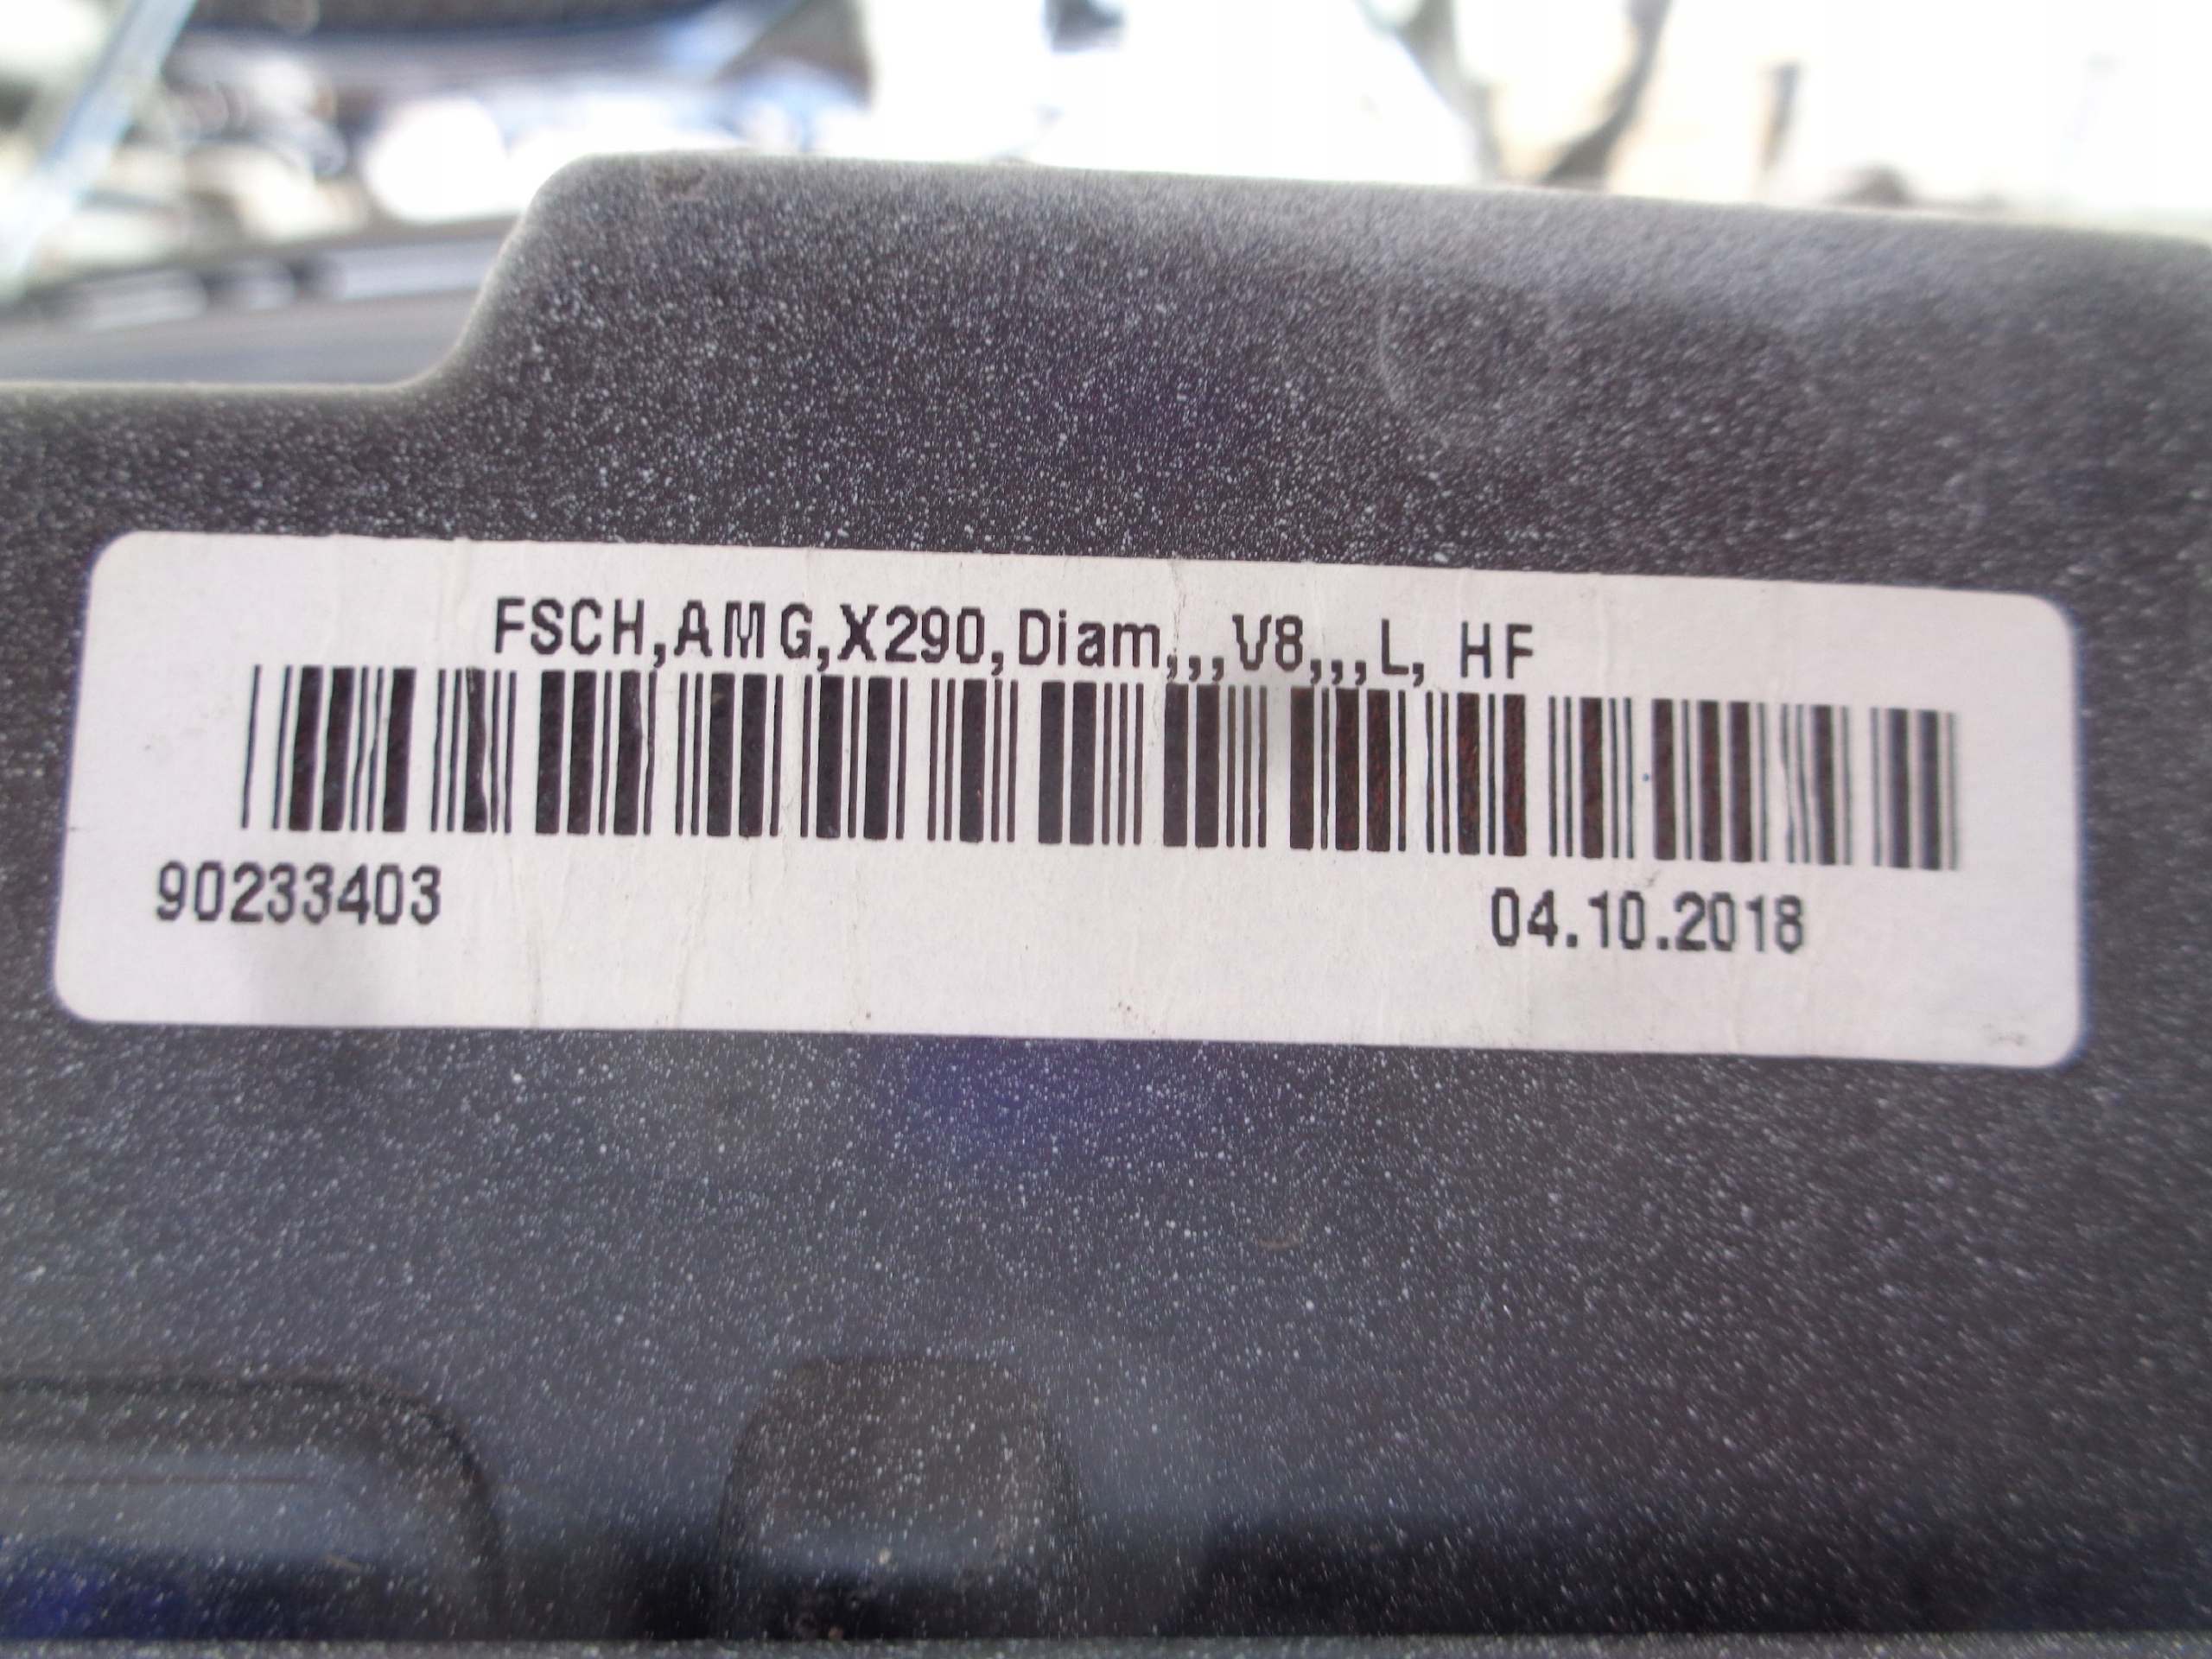 FSCH,AMG,X290,Diam,,,V8,,,L, HF
90233403
04.10.2018